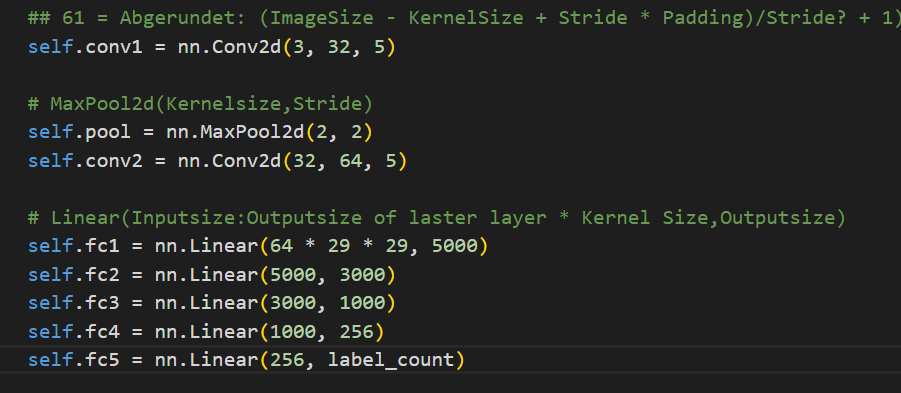 ## 61 = Abgerundet: (ImageSize - KernelSize + Stride * Padding)/Stride? + 1)
self.conv1 = nn.Conv2d(3, 32, 5)
# MaxPool2d(Kernelsize,Stride)
self.pool = nn.MaxPool2d(2, 2)
self.conv2 = nn.Conv2d(32, 64, 5)
# Linear(Inputsize:Outputsize of laster layer * Kernel Size,Outputsize)
self.fc1 = nn.Linear(64 * 29 * 29, 5000)
self.fc2 = nn.Linear(5000, 3000)
self.fc3 = nn.Linear(3000, 1000)
self.fc4 = nn.Linear(1000, 256)
self.fc5 = nn.Linear(256, label_count)